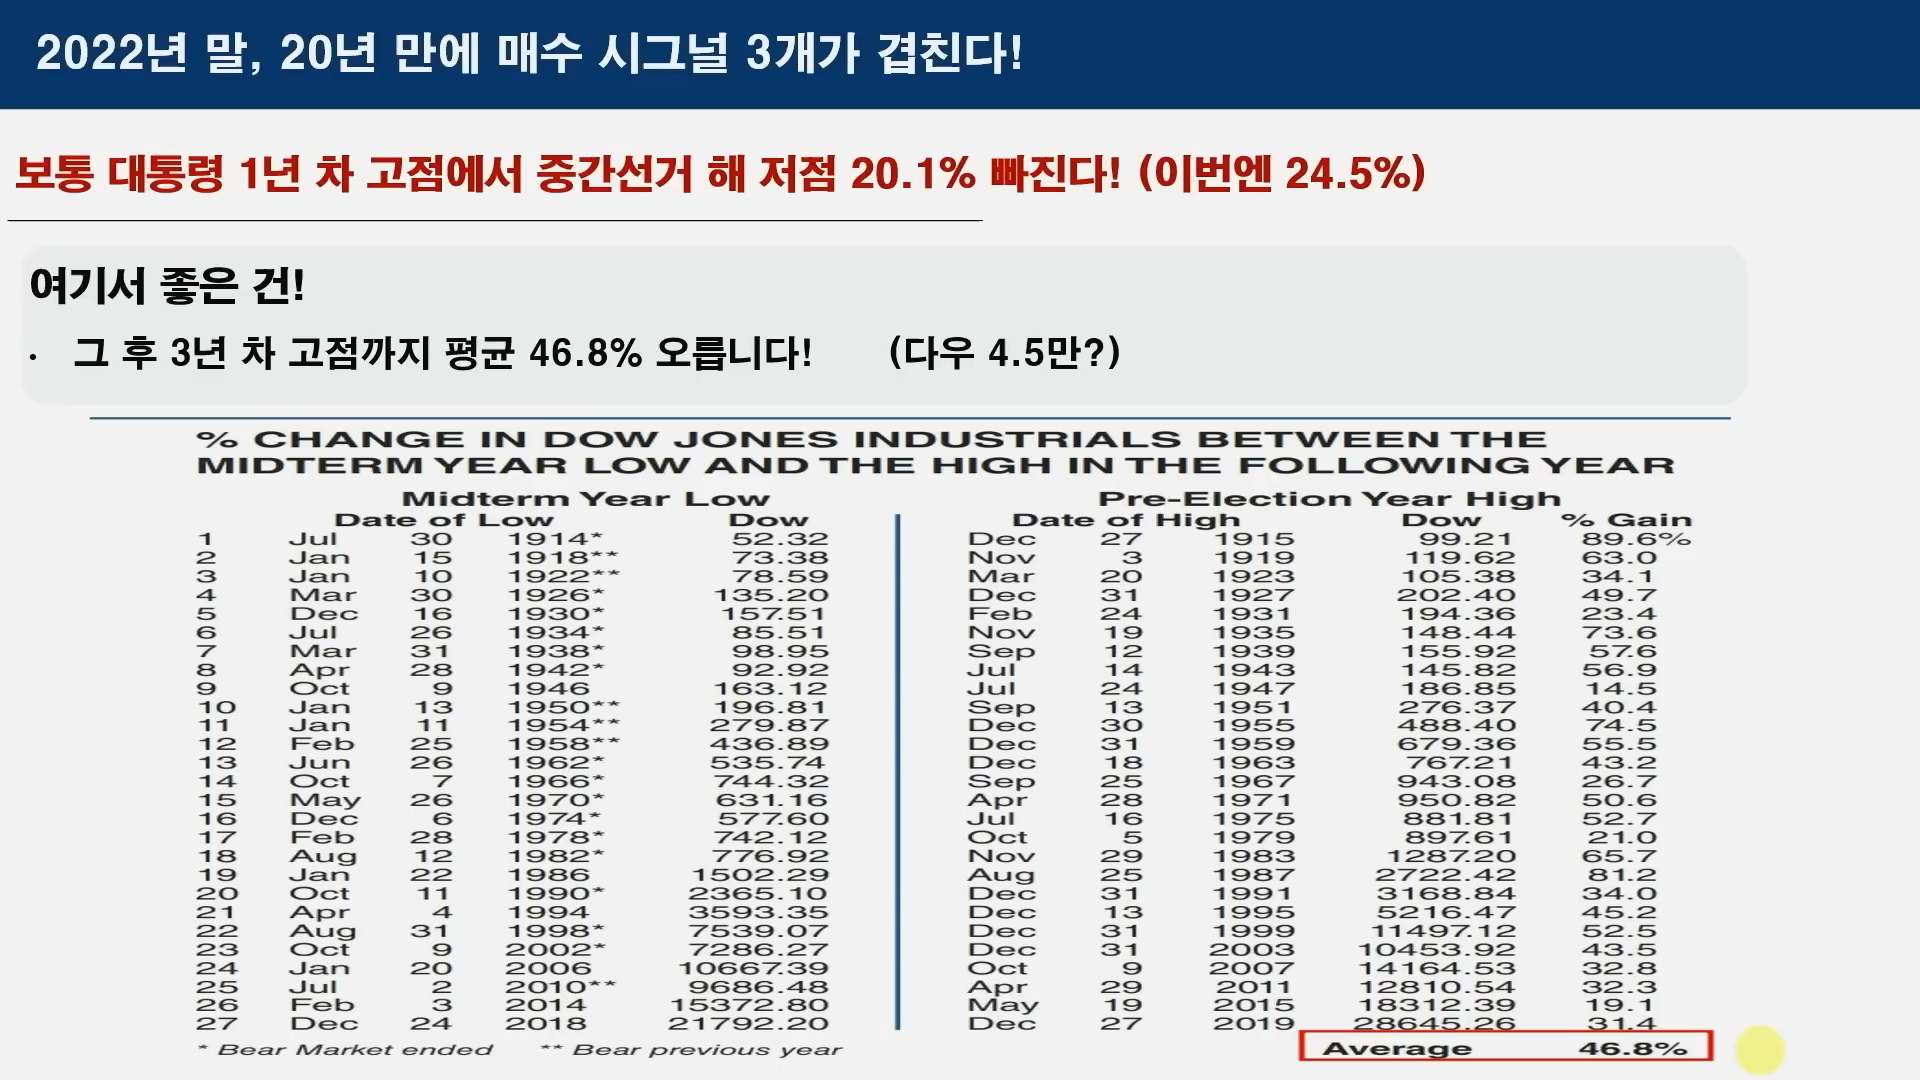 2022년 말, 20년 만에 매수 시그널 3개가 겹친다!
보통 대통령 1년 차 고점에서 중간선거 해 저점 20.1% 빠진다! (이번엔 24.5%)
여기서 좋은 건!
· 그 후 3년 차 고점까지 평균 46.8% 오릅니다! (다우 4.5만?)
% CHANGE IN DOW JONES INDUSTRIALS BETWEEN THE
MIDTERM YEAR LOW AND THE HIGH IN THE FOLLOWING YEAR
Midterm Year Low Pre-Election Year High
Date of Low Dow Date of High Dow % Gain
1 Jul 30 1914* 52.32 Dec 27 1915 99.21 89.6%
2 Jan 15 1918** 73.38 Nov 3 1919 119.62 63.0
3 Jan 10 1922** 78.59 Mar 20 1923 105.38 34.1
4 Mar 30 1926* 135.20 Dec 31 1927 202.40 49.7
5 Dec 16 1930* 157.51 Feb 24 1931 194.36 23.4
6 Jul 26 1934* 85.51 Nov 19 1935 148.44 73.6
7 Mar 31 1938* 98.95 Sep 12 1939 155.92 57.6
8 Apr 28 1942* 92.92 Jul 14 1943 145.82 56.9
9 Oct 9 1946 163.12 Jul 24 1947 186.85 14.5
10 Jan 13 1950** 196.81 Sep 13 1951 276.37 40.4
11 Jan 11 1954** 279.87 Dec 30 1955 488.40 74.5
12 Feb 25 1958** 436.89 Dec 31 1959 679.36 55.5
13 Jun 26 1962* 535.74 Dec 18 1963 767.21 43.2
14 Oct 7 1966* 744.32 Sep 25 1967 943.08 26.7
15 May 26 1970* 631.16 Apr 28 1971 950.82 50.6
16 Dec 6 1974* 577.60 Jul 16 1975 881.81 52.7
17 Feb 28 1978* 742.12 Oct 5 1979 897.61 21.0
18 Aug 12 1982* 776.92 Nov 29 1983 1287.20 65.7
19 Jan 22 1986 1502.29 Aug 25 1987 2722.42 81.2
20 Oct 11 1990* 2365.10 Dec 31 1991 3168.84 34.0
21 Apr 4 1994 3593.35 Dec 13 1995 5216.47 45.2
22 Aug 31 1998* 7539.07 Dec 31 1999 11497.12 52.5
23 Oct 9 2002* 7286.27 Dec 31 2003 10453.92 43.5
24 Jan 20 2006 10667.39 Oct 9 2007 14164.53 32.8
25 Jul 2 2010** 9686.48 Apr 29 2011 12810.54 32.3
26 Feb 3 2014 15372.80 May 19 2015 18312.39 19.1
27 Dec 24 2018 21792.20 Dec 27 2019 28645.26 31.4
* Bear Market ended ** Bear previous year Average 46.8%